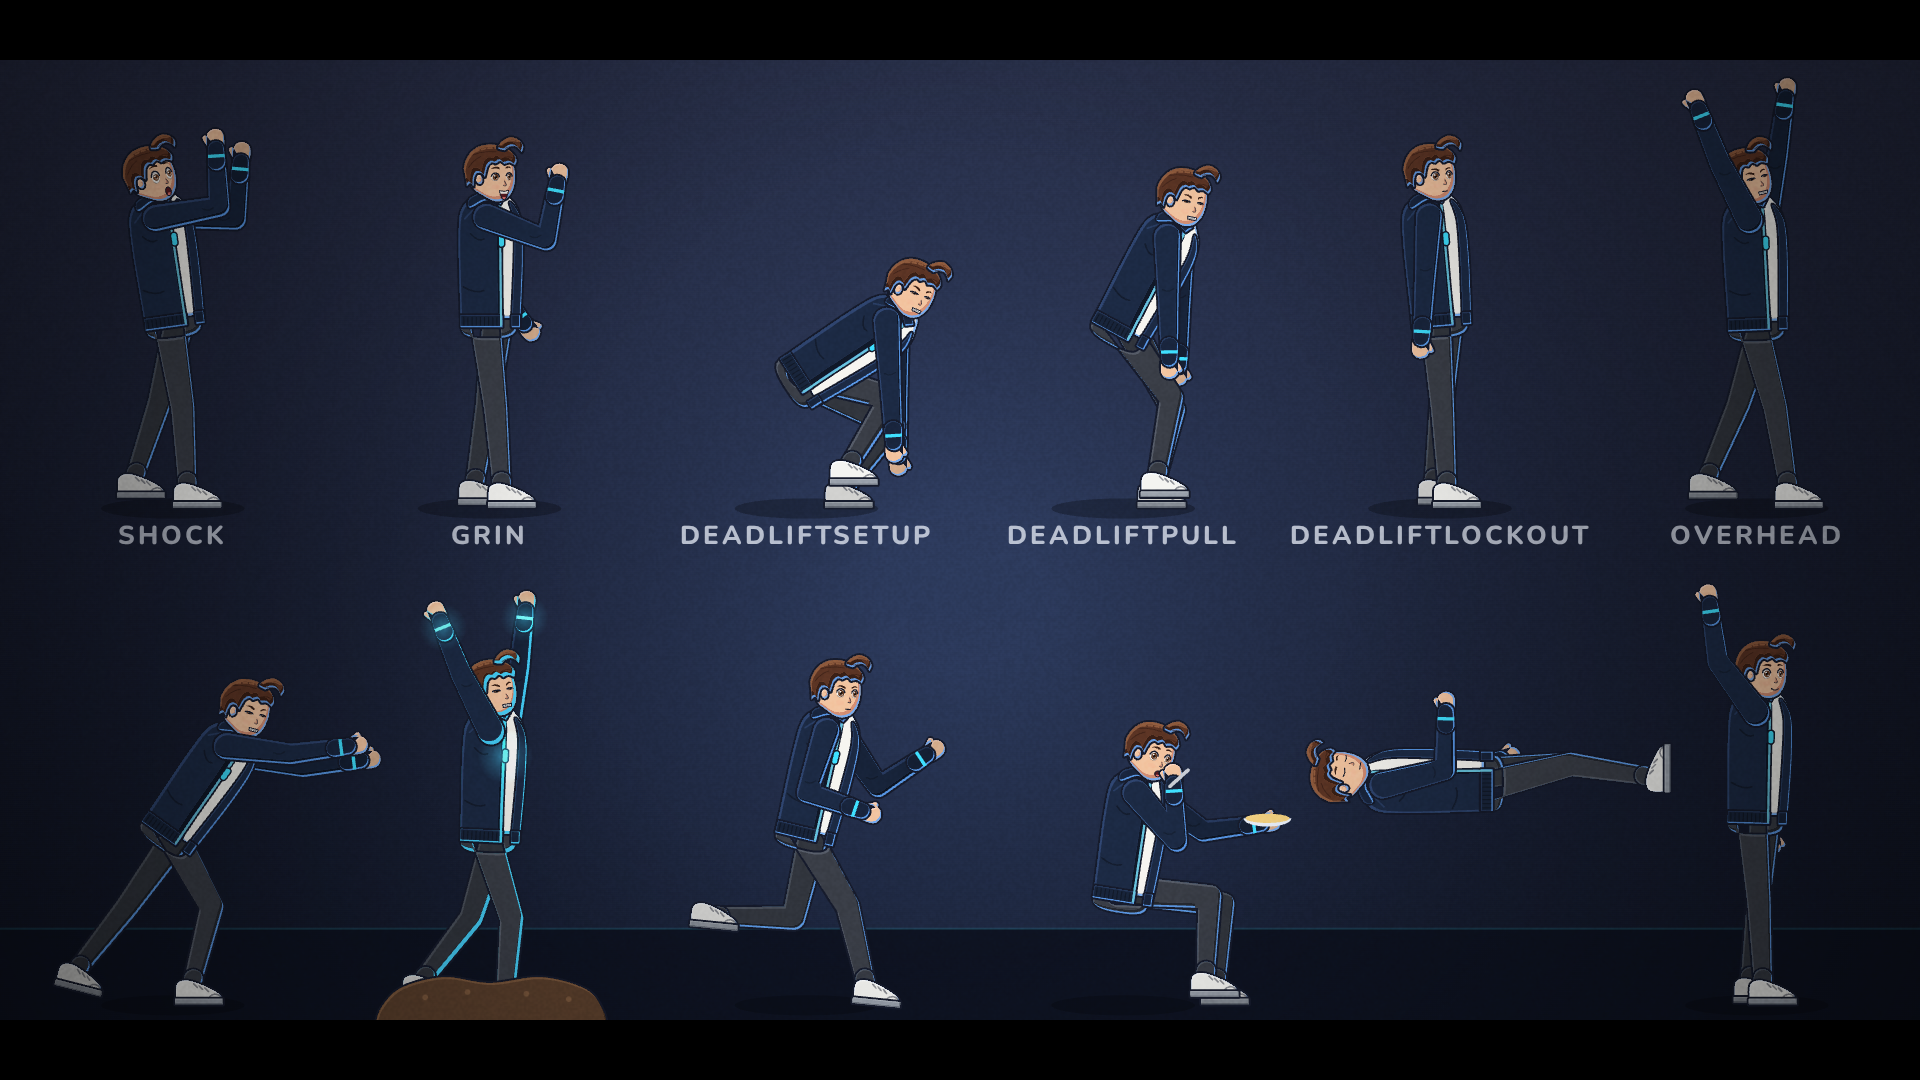 SHOCK
GRIN
DEADLIFTSETUP
DEADLIFTPULL
DEADLIFTLOCKOUT
OVERHEAD